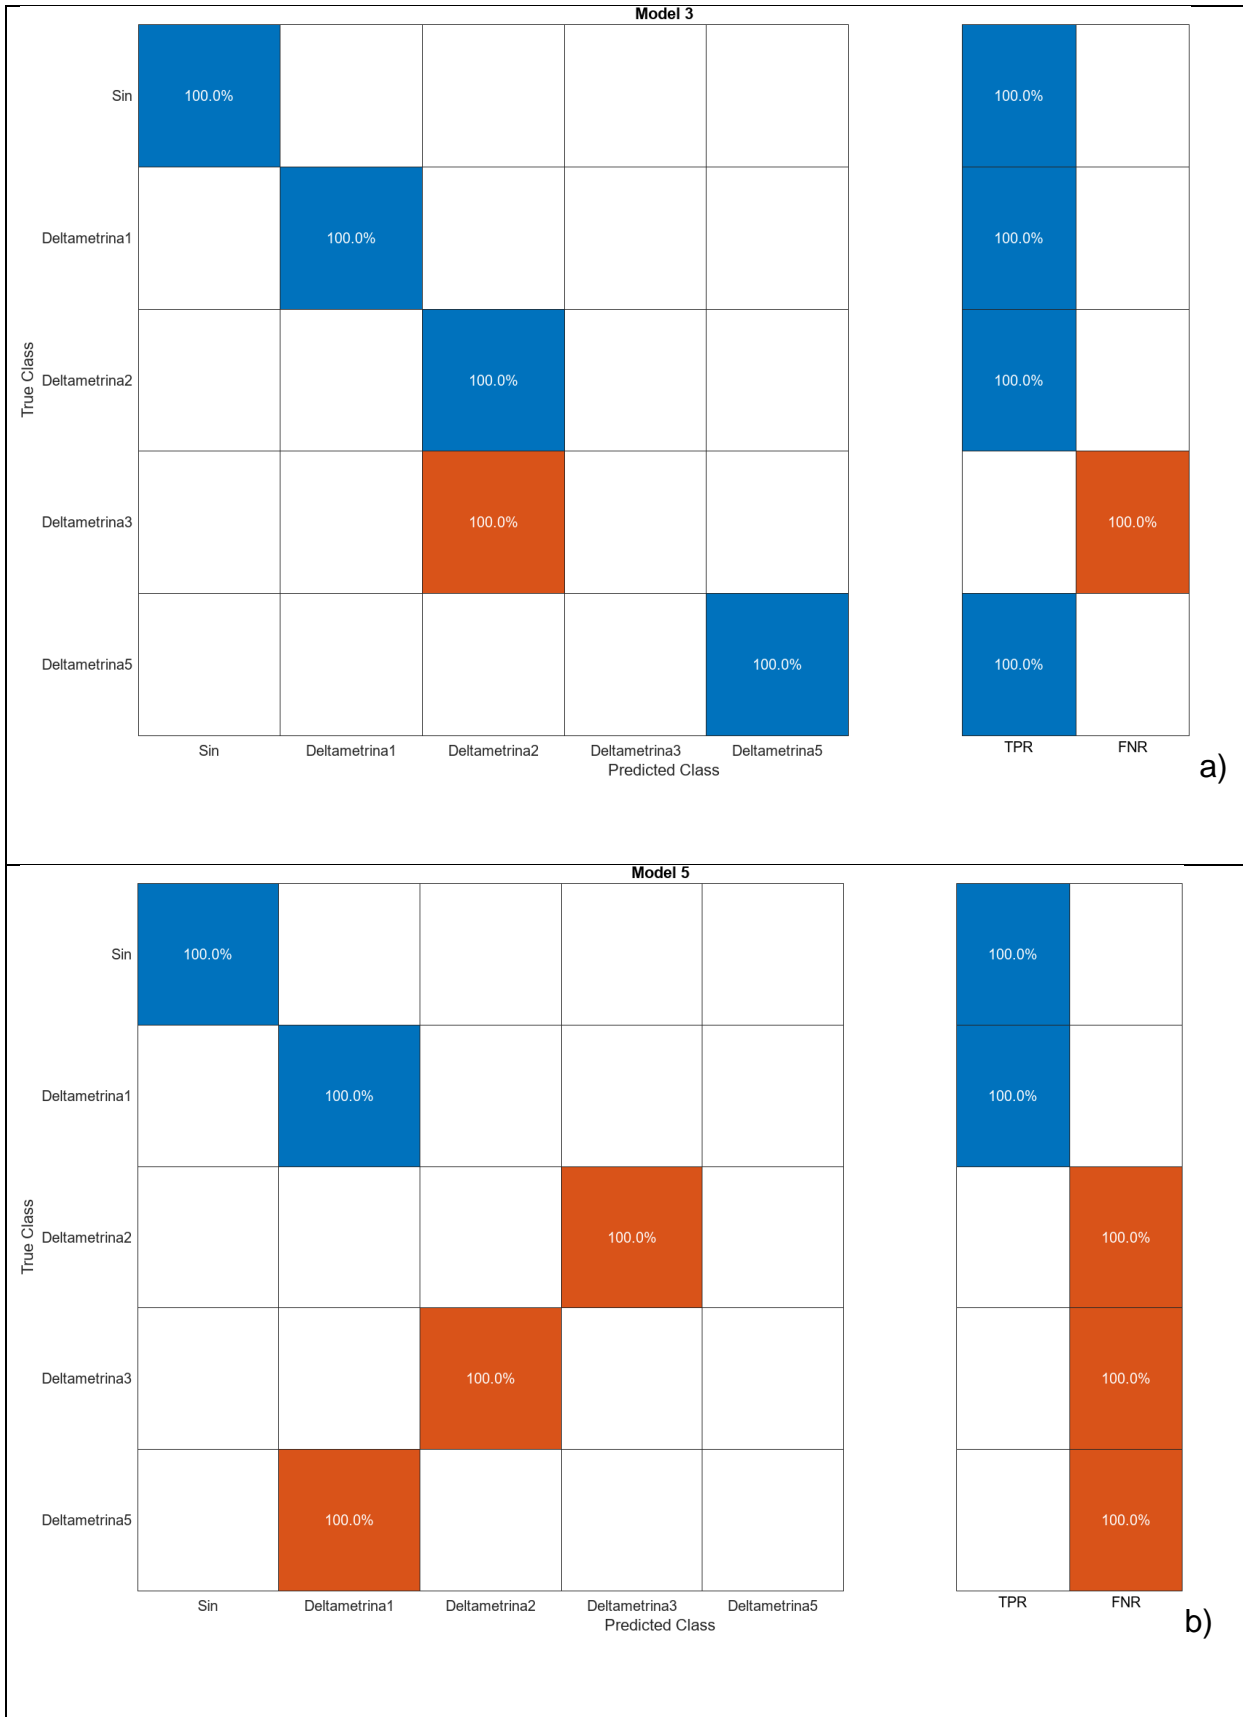 Model 3
Sin 100.0% 100.0%
Deltametrina1 100.0% 100.0%
True Class
Deltametrina2 100.0% 100.0%
Deltametrina3 100.0% 100.0%
Deltametrina5 100.0% 100.0%
Sin Deltametrina1 Deltametrina2 Deltametrina3 Deltametrina5 TPR FNR
Predicted Class
a)
Model 5
Sin 100.0% 100.0%
Deltametrina1 100.0% 100.0%
True Class
Deltametrina2 100.0% 100.0%
Deltametrina3 100.0% 100.0%
Deltametrina5 100.0% 100.0%
Sin Deltametrina1 Deltametrina2 Deltametrina3 Deltametrina5 TPR FNR
Predicted Class
b)